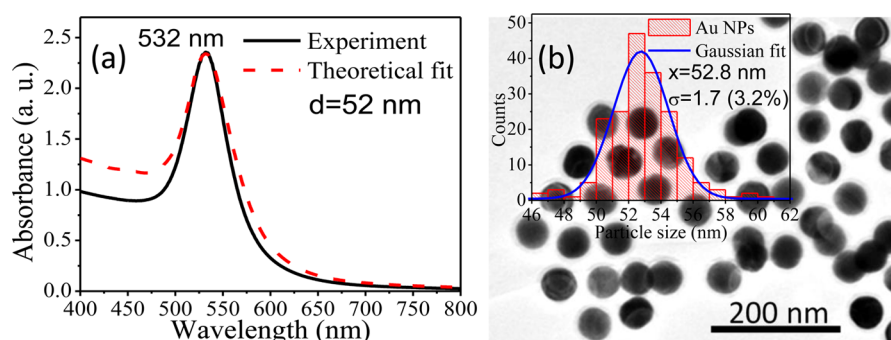 (a)
532 nm
Experiment
Theoretical fit
d=52 nm
Absorbance (a. u.)
2.5
2.0
1.5
1.0
0.5
0.0
400 450 500 550 600 650 700 750 800
Wavelength (nm)
(b)
Au NPs
Gaussian fit
x=52.8 nm
σ=1.7 (3.2%)
Counts
50
40
30
20
10
0
46 48 50 52 54 56 58 60 62
Particle size (nm)
200 nm